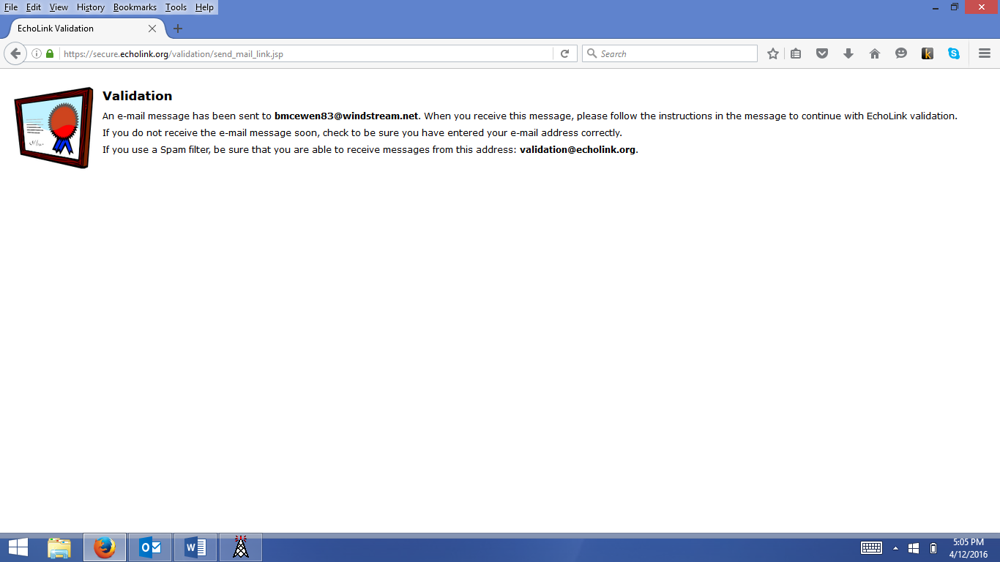 File Edit View History Bookmarks Tools Help
EchoLink Validation
https://secure.echolink.org/validation/send_mail_link.jsp
Search
Validation
An e-mail message has been sent to bmcewen83@windstream.net. When you receive this message, please follow the instructions in the message to continue with EchoLink validation.
If you do not receive the e-mail message soon, check to be sure you have entered your e-mail address correctly.
If you use a Spam filter, be sure that you are able to receive messages from this address: validation@echolink.org.
5:05 PM
4/12/2016